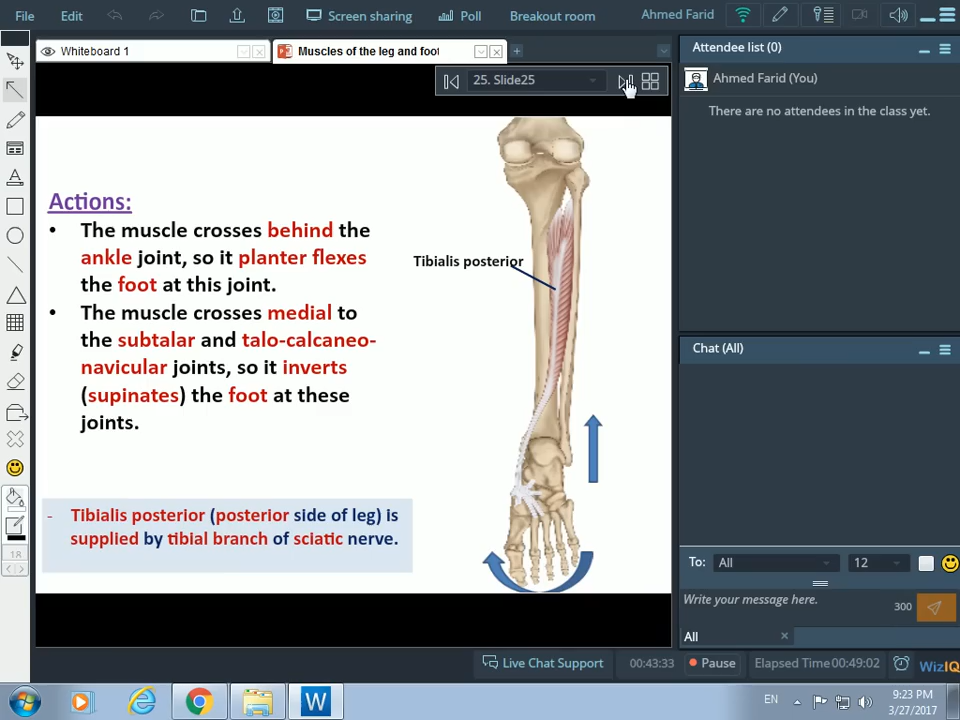 File Edit Screen sharing Poll Breakout room Ahmed Farid
Whiteboard 1 Muscles of the leg and foot
25. Slide25
Actions:
• The muscle crosses behind the
ankle joint, so it planter flexes
the foot at this joint.
• The muscle crosses medial to
the subtalar and talo-calcaneo-
navicular joints, so it inverts
(supinates) the foot at these
joints.
Tibialis posterior
- Tibialis posterior (posterior side of leg) is
supplied by tibial branch of sciatic nerve.
Attendee list (0)
Ahmed Farid (You)
There are no attendees in the class yet.
Chat (All)
To: All 12
Write your message here. 300
All
18
Live Chat Support 00:43:33 Pause Elapsed Time 00:49:02 WizIQ
EN 9:23 PM
3/27/2017